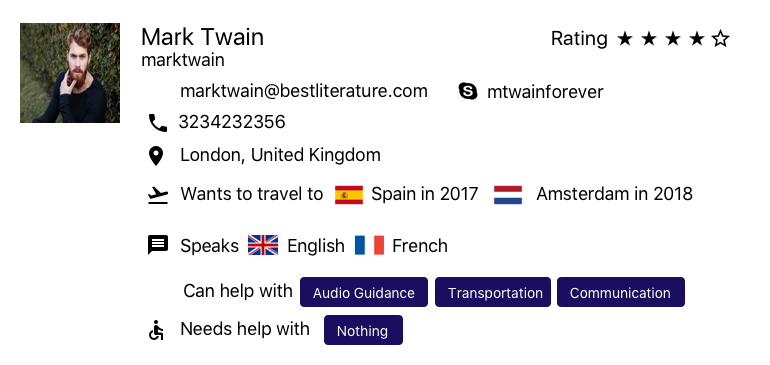 Mark Twain
Rating
marktwain
marktwain@bestliterature.com mtwainforever
3234232356
London, United Kingdom
Wants to travel to Spain in 2017 Amsterdam in 2018
Speaks English French
Can help with Audio Guidance Transportation Communication
Needs help with Nothing